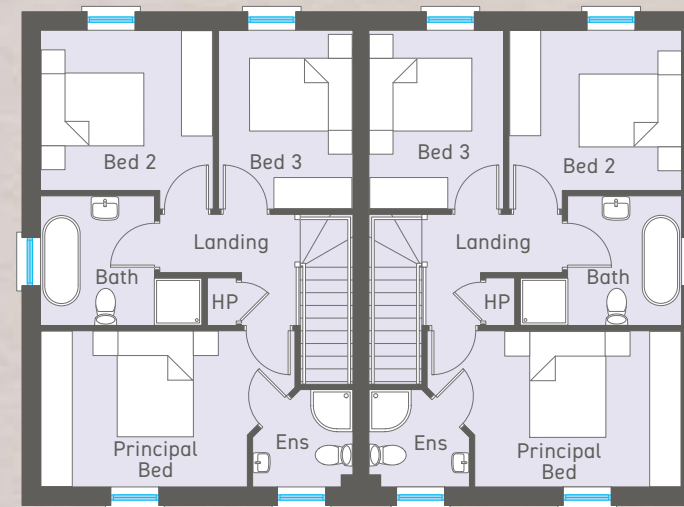 Bed 2
Bed 3
Bed 3
Bed 2
Landing
Landing
Bath
HP
HP
Bath
Principal
Bed
Ens
Ens
Principal
Bed